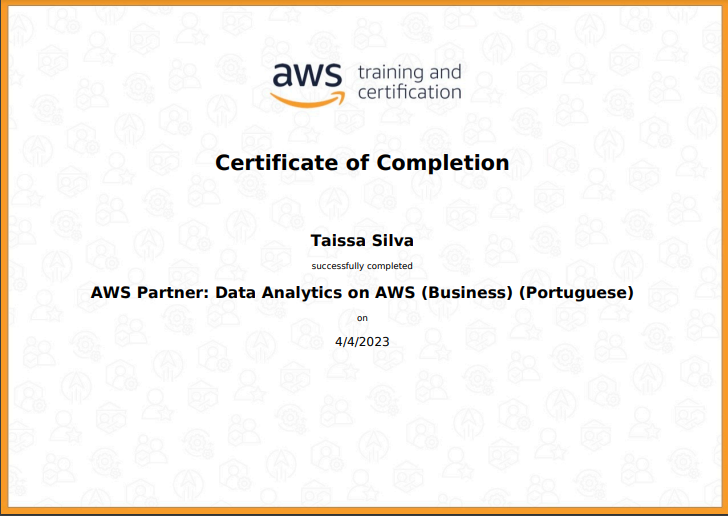 aws training and
certification
Certificate of Completion
Taissa Silva
successfully completed
AWS Partner: Data Analytics on AWS (Business) (Portuguese)
on
4/4/2023